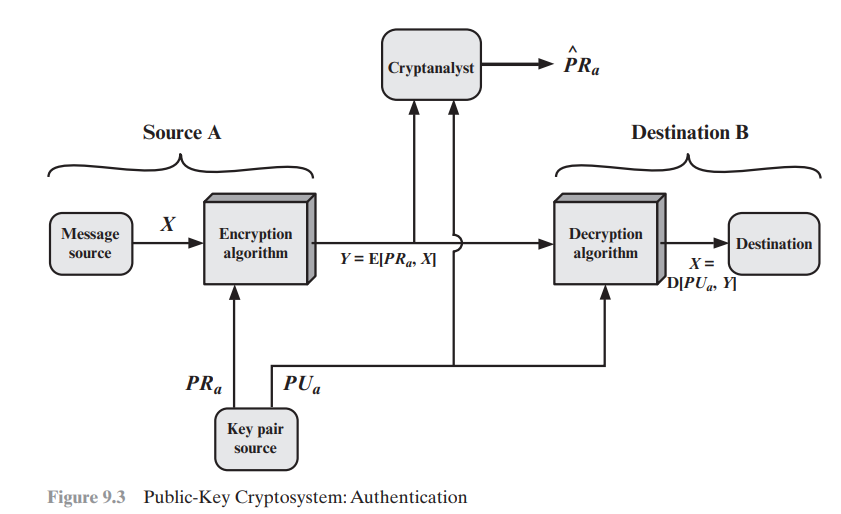 Cryptanalyst
P̂Rₐ
Source A
Destination B
Message
source
X
Encryption
algorithm
Y = E[PRₐ, X]
Decryption
algorithm
X =
D[PUₐ, Y]
Destination
PRₐ
PUₐ
Key pair
source
Figure 9.3 Public-Key Cryptosystem: Authentication